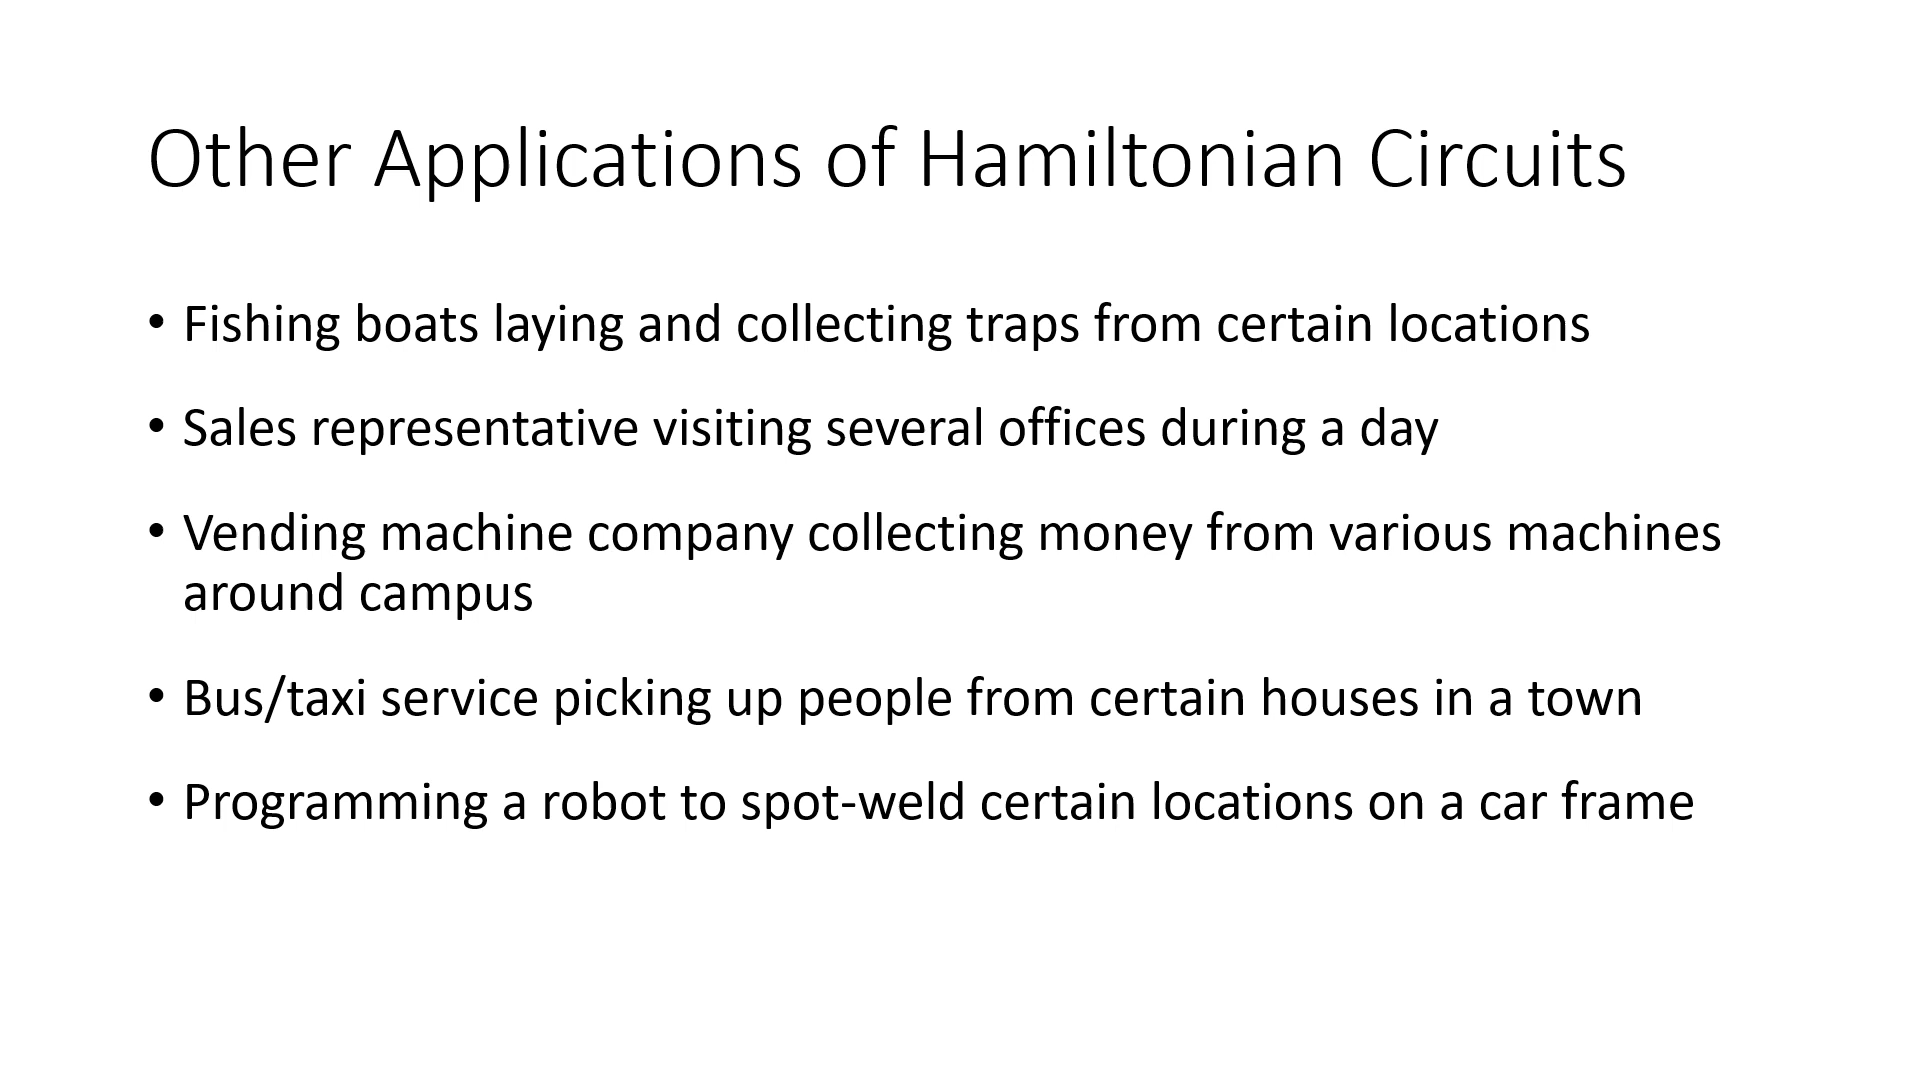 Other Applications of Hamiltonian Circuits
• Fishing boats laying and collecting traps from certain locations
• Sales representative visiting several offices during a day
• Vending machine company collecting money from various machines
around campus
• Bus/taxi service picking up people from certain houses in a town
• Programming a robot to spot-weld certain locations on a car frame